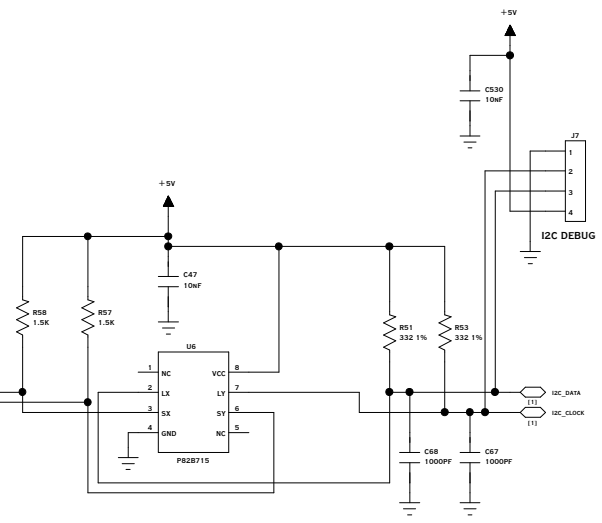 +5V
C530
10NF
J7
1
2
3
4
I2C DEBUG
+5V
C47
10NF
R58
1.5K
R57
1.5K
R51
332 1%
R53
332 1%
U6
1 NC VCC 8
2 LX LY 7
3 SX SY 6
4 GND NC 5
P82B715
I2C_DATA
[1]
I2C_CLOCK
[1]
C68
1000PF
C67
1000PF